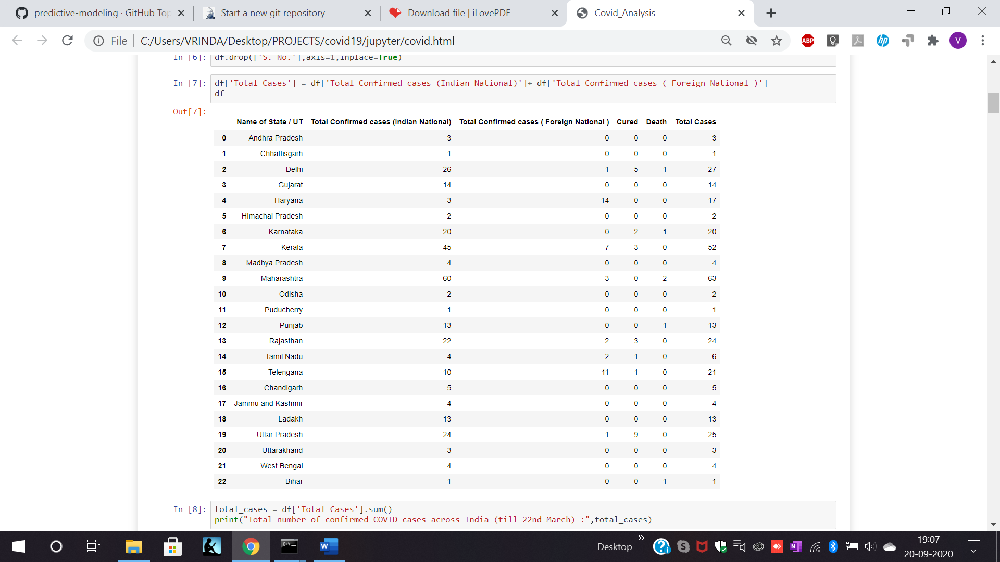 predictive-modeling · GitHub Top
Start a new git repository
Download file | iLovePDF
Covid_Analysis
File
C:/Users/VRINDA/Desktop/PROJECTS/covid19/jupyter/covid.html
ABP
hp
V
In [6]: df.drop(['S. No.'],axis=1,inplace=True)
In [7]: df['Total Cases'] = df['Total Confirmed cases (Indian National)']+ df['Total Confirmed cases ( Foreign National )']
df
Out[7]:
Name of State / UT Total Confirmed cases (Indian National) Total Confirmed cases ( Foreign National ) Cured Death Total Cases
0 Andhra Pradesh 3 0 0 0 3
1 Chhattisgarh 1 0 0 0 1
2 Delhi 26 1 5 1 27
3 Gujarat 14 0 0 0 14
4 Haryana 3 14 0 0 17
5 Himachal Pradesh 2 0 0 0 2
6 Karnataka 20 0 2 1 20
7 Kerala 45 7 3 0 52
8 Madhya Pradesh 4 0 0 0 4
9 Maharashtra 60 3 0 2 63
10 Odisha 2 0 0 0 2
11 Puducherry 1 0 0 0 1
12 Punjab 13 0 0 1 13
13 Rajasthan 22 2 3 0 24
14 Tamil Nadu 4 2 1 0 6
15 Telengana 10 11 1 0 21
16 Chandigarh 5 0 0 0 5
17 Jammu and Kashmir 4 0 0 0 4
18 Ladakh 13 0 0 0 13
19 Uttar Pradesh 24 1 9 0 25
20 Uttarakhand 3 0 0 0 3
21 West Bengal 4 0 0 0 4
22 Bihar 1 0 0 1 1
In [8]: total_cases = df['Total Cases'].sum()
print("Total number of confirmed COVID cases across India (till 22nd March) :",total_cases)
Desktop
19:07
20-09-2020